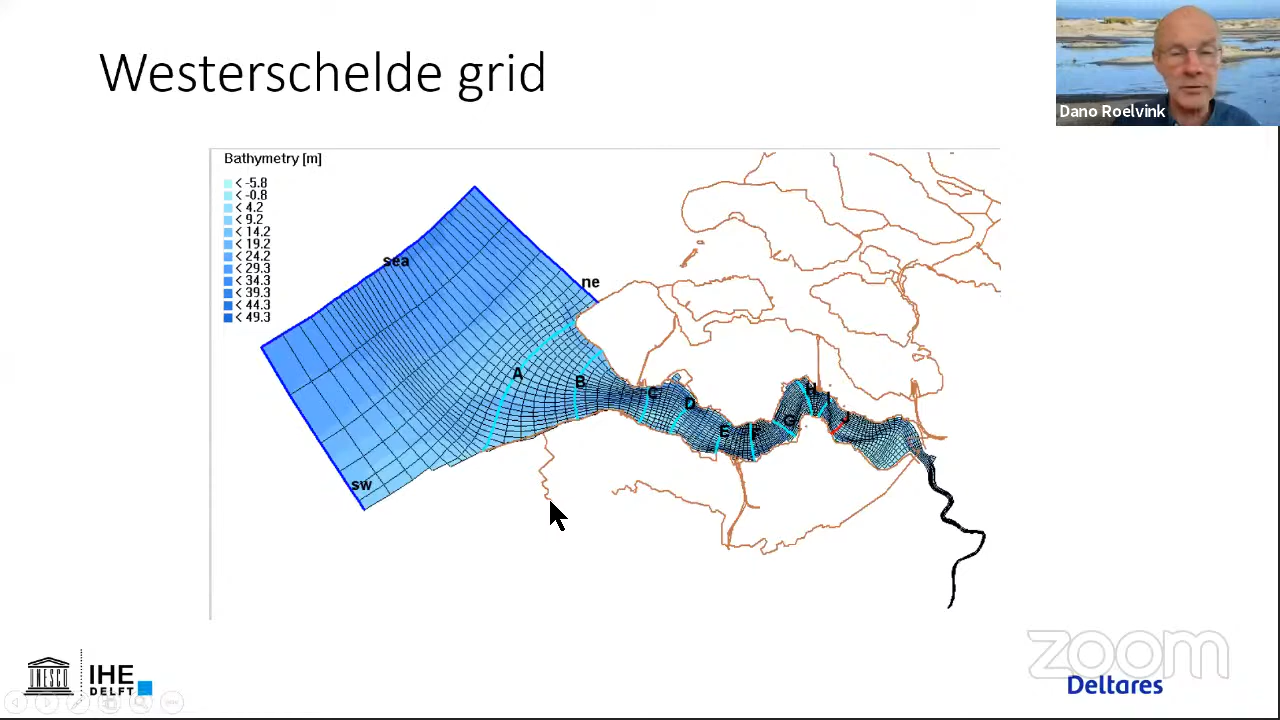 Westerschelde grid
Dano Roelvink
Bathymetry [m]
< -5.8
< -0.8
< 4.2
< 9.2
< 14.2
< 19.2
< 24.2
< 29.3
< 34.3
< 39.3
< 44.3
< 49.3
sea
ne
A
B
C
D
E
F
G
H
I
J
sw
UNESCO
IHE
DELFT
zoom
Deltares